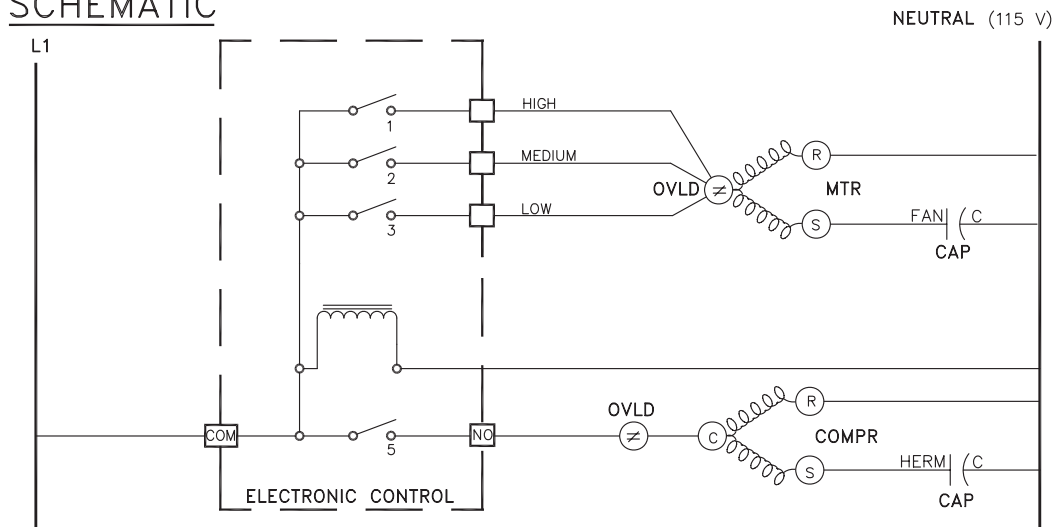 SCHEMATIC
NEUTRAL (115 V)
L1
HIGH
1
MEDIUM
2
LOW
3
OVLD
≠
R
MTR
S
FAN
C
CAP
OVLD
≠
C
R
COMPR
S
HERM
C
CAP
COM
5
NO
ELECTRONIC CONTROL